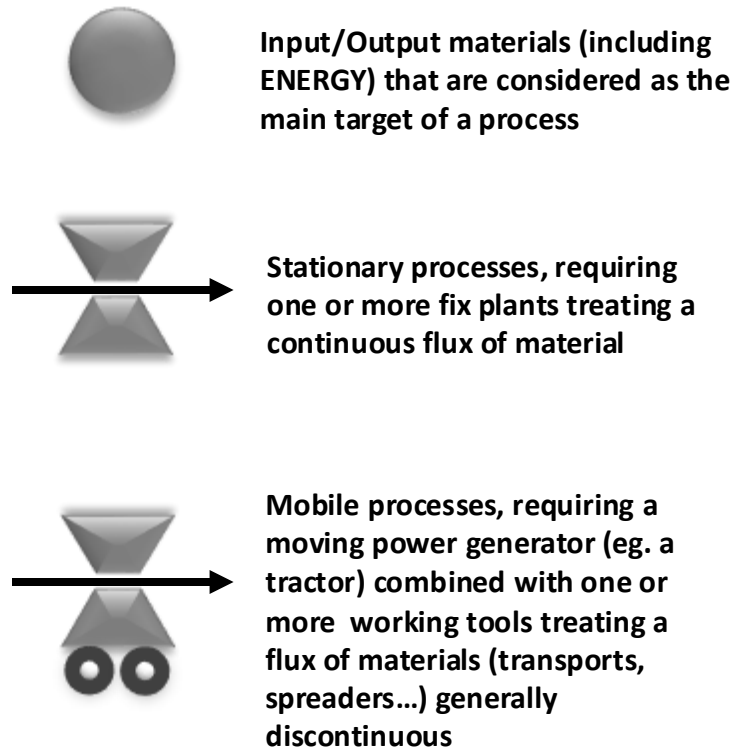 Input/Output materials (including
ENERGY) that are considered as the
main target of a process
Stationary processes, requiring
one or more fix plants treating a
continuous flux of material
Mobile processes, requiring a
moving power generator (eg. a
tractor) combined with one or
more working tools treating a
flux of materials (transports,
spreaders…) generally
discontinuous